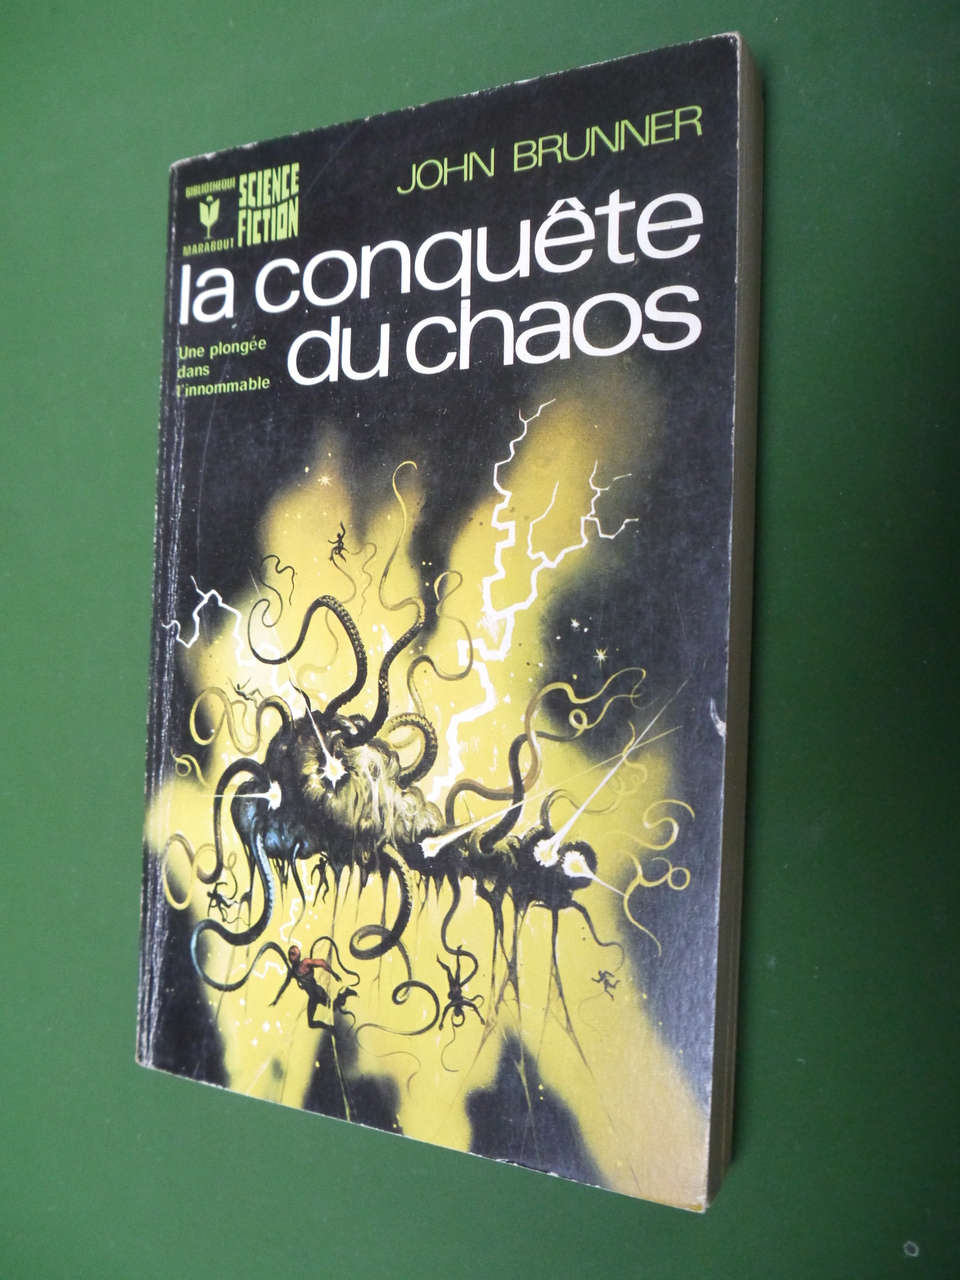 JOHN BRUNNER
BIBLIOTHEQUE
MARABOUT
SCIENCE
FICTION
la conquête
du chaos
Une plongée
dans
l'innommable